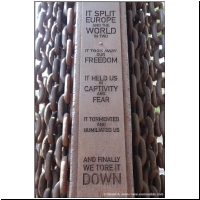 IT SPLIT
EUROPE
AND THE
WORLD
IN TWO
IT TOOK AWAY
OUR
FREEDOM
IT HELD US
IN
CAPTIVITY
AND
FEAR
IT TORMENTED
AND
HUMILIATED US
AND FINALLY
WE TORE IT
DOWN